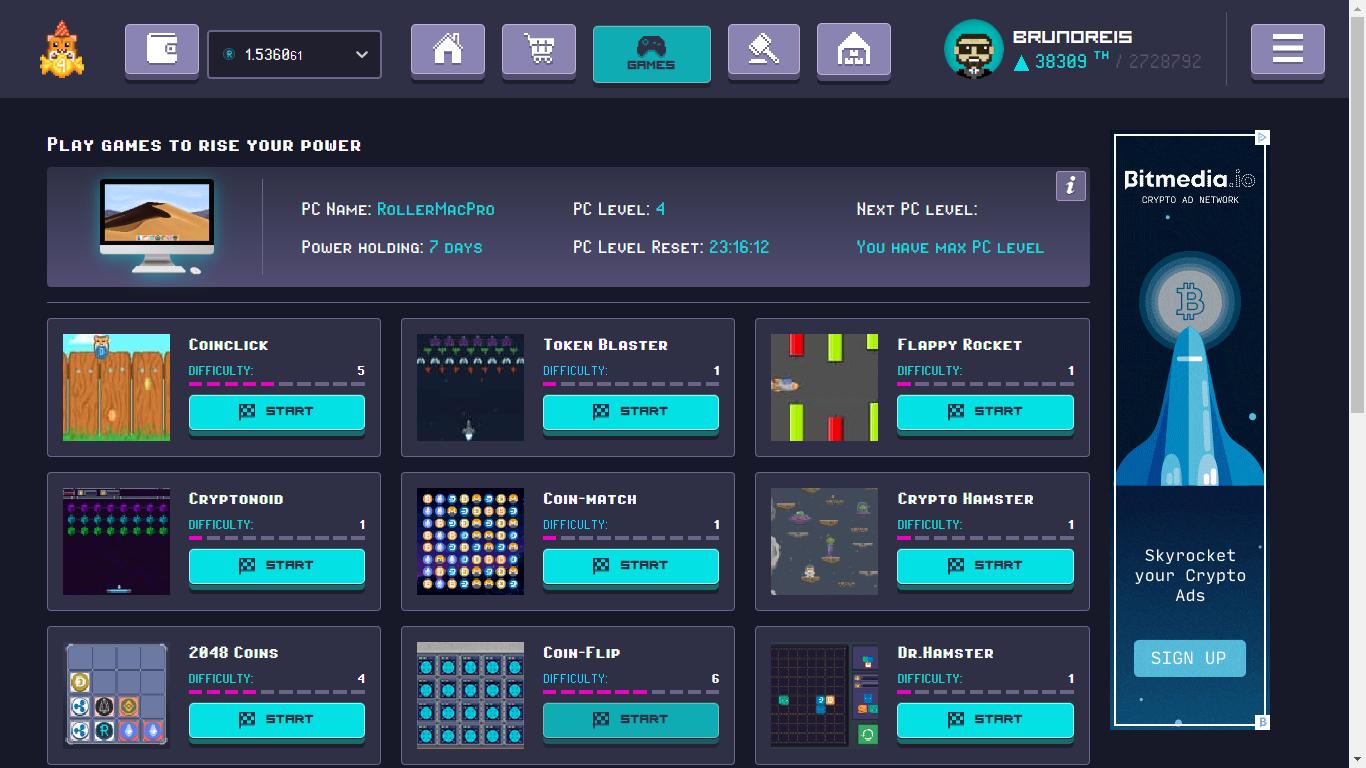 1.536061
GAMES
BRUNOREIS
38309 TH / 2728792
Play games to rise your power
PC Name: RollerMacPro
PC Level: 4
Next PC level:
Power holding: 7 days
PC Level Reset: 23:16:12
You have max PC level
i
Coinclick
Difficulty: 5
START
Token Blaster
Difficulty: 1
START
Flappy Rocket
Difficulty: 1
START
Cryptonoid
Difficulty: 1
START
Coin-match
Difficulty: 1
START
Crypto Hamster
Difficulty: 1
START
2048 Coins
Difficulty: 4
START
Coin-Flip
Difficulty: 6
START
Dr.Hamster
Difficulty: 1
START
Bitmedia.io
CRYPTO AD NETWORK
Skyrocket
your Crypto
Ads
SIGN UP